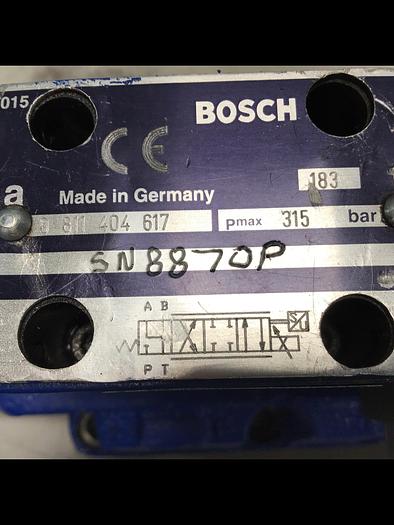 015
BOSCH
CE
183
a
Made in Germany
0 811 404 617
pmax 315 bar
SN8870P
A B
S/U
P T